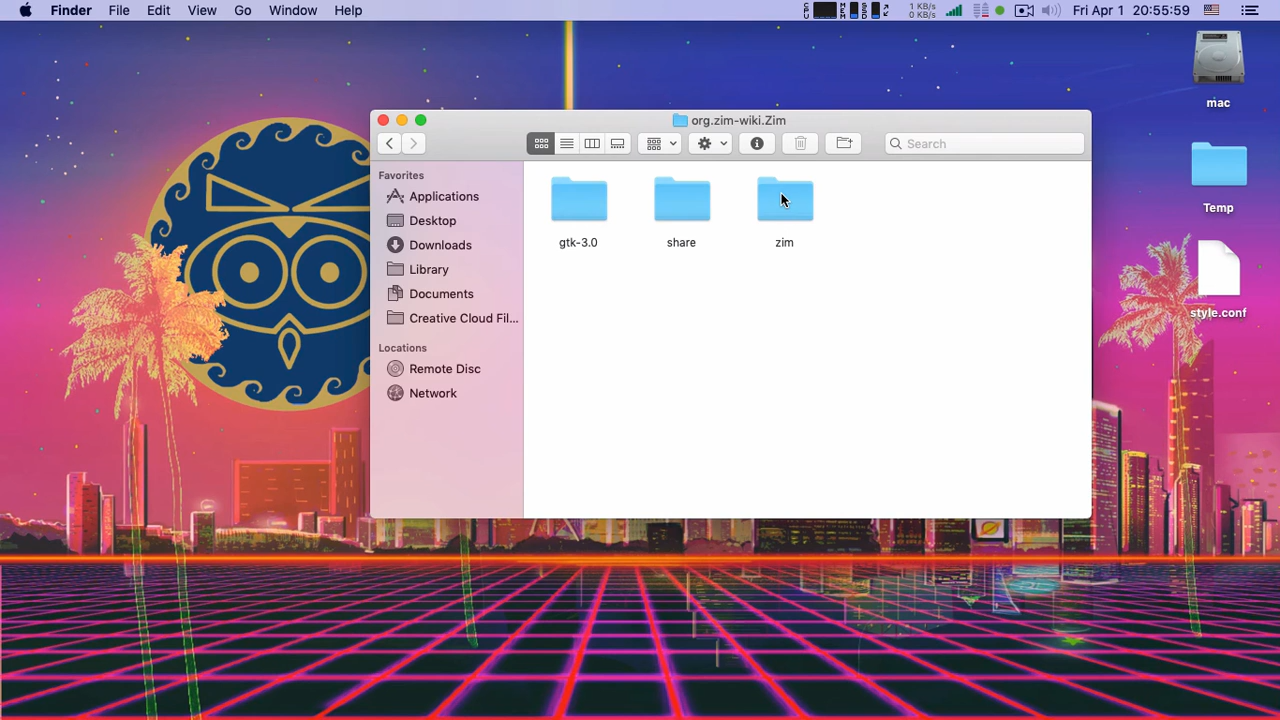 Finder File Edit View Go Window Help
1 KB/s
0 KB/s
Fri Apr 1 20:55:59
org.zim-wiki.Zim
Search
Favorites
Applications
Desktop
Downloads
Library
Documents
Creative Cloud Fil...
Locations
Remote Disc
Network
gtk-3.0
share
zim
mac
Temp
style.conf